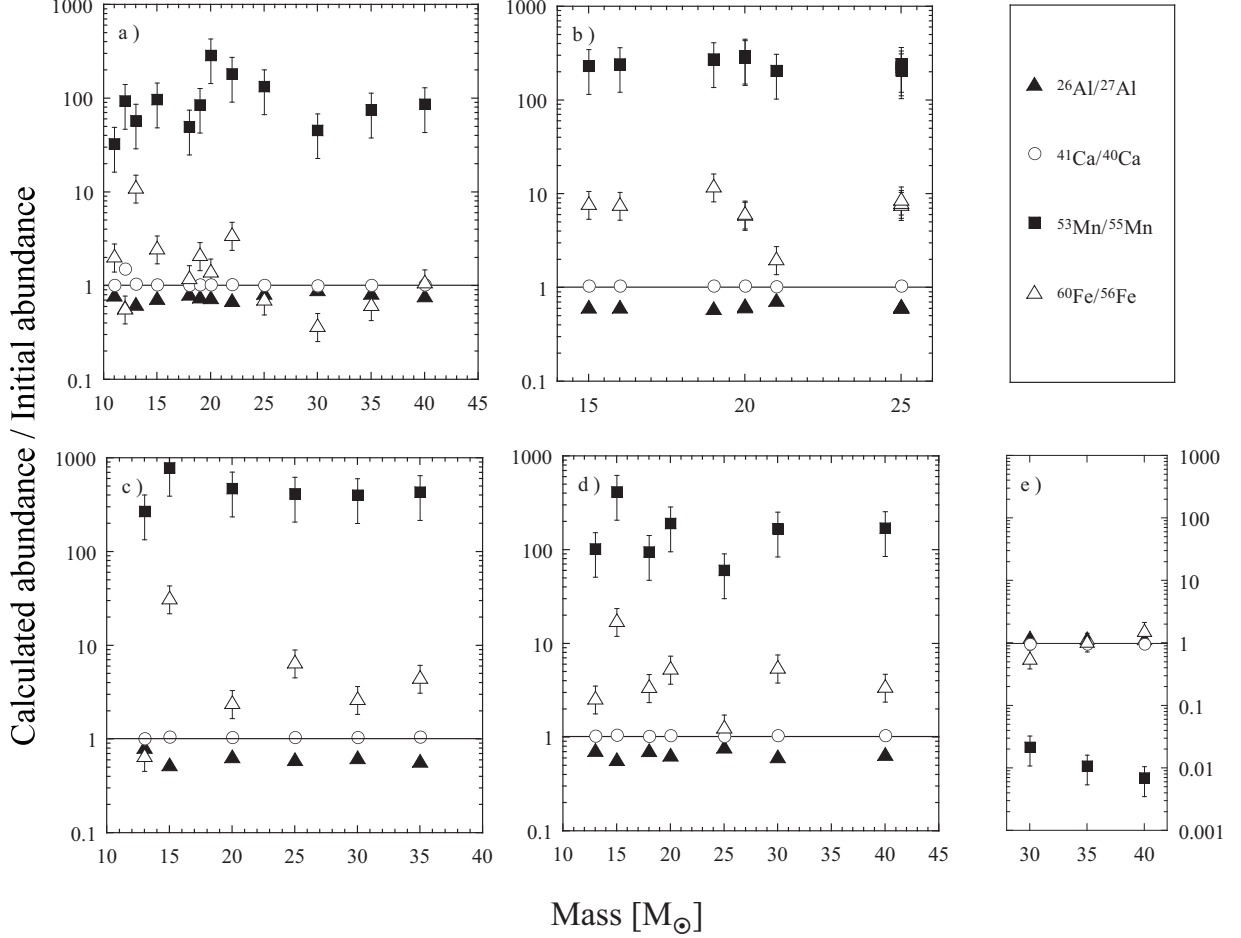 Calculated abundance / Initial abundance
a )
1000
100
10
1
0.1
10 15 20 25 30 35 40 45
b )
1000
100
10
1
0.1
15 20 25
²⁶Al/²⁷Al
⁴¹Ca/⁴⁰Ca
⁵³Mn/⁵⁵Mn
⁶⁰Fe/⁵⁶Fe
c )
1000
100
10
1
0.1
10 15 20 25 30 35 40
d )
1000
100
10
1
0.1
10 15 20 25 30 35 40 45
e )
1000
100
10
1
0.1
0.01
0.001
30 35 40
Mass [M☉]